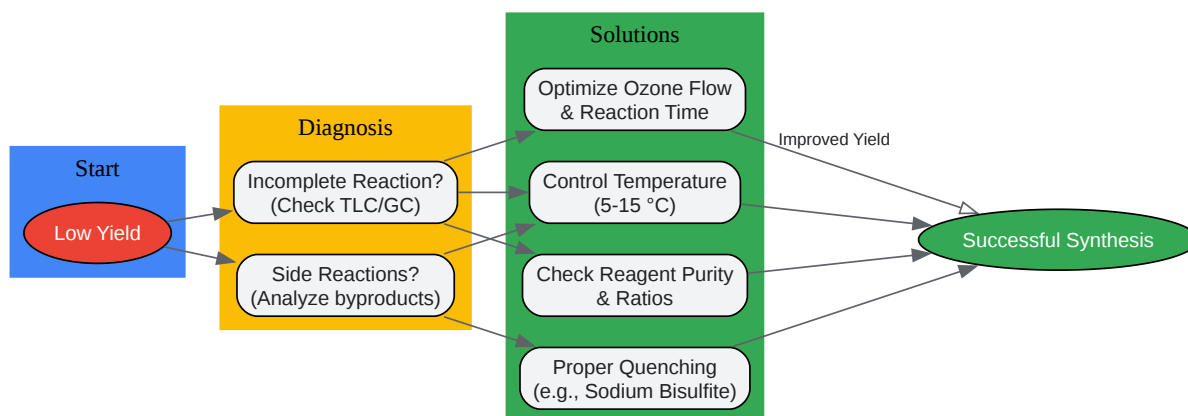 Start
Low Yield
Diagnosis
Incomplete Reaction?
(Check TLC/GC)
Side Reactions?
(Analyze byproducts)
Solutions
Optimize Ozone Flow
& Reaction Time
Control Temperature
(5-15 °C)
Check Reagent Purity
& Ratios
Proper Quenching
(e.g., Sodium Bisulfite)
Improved Yield
Successful Synthesis